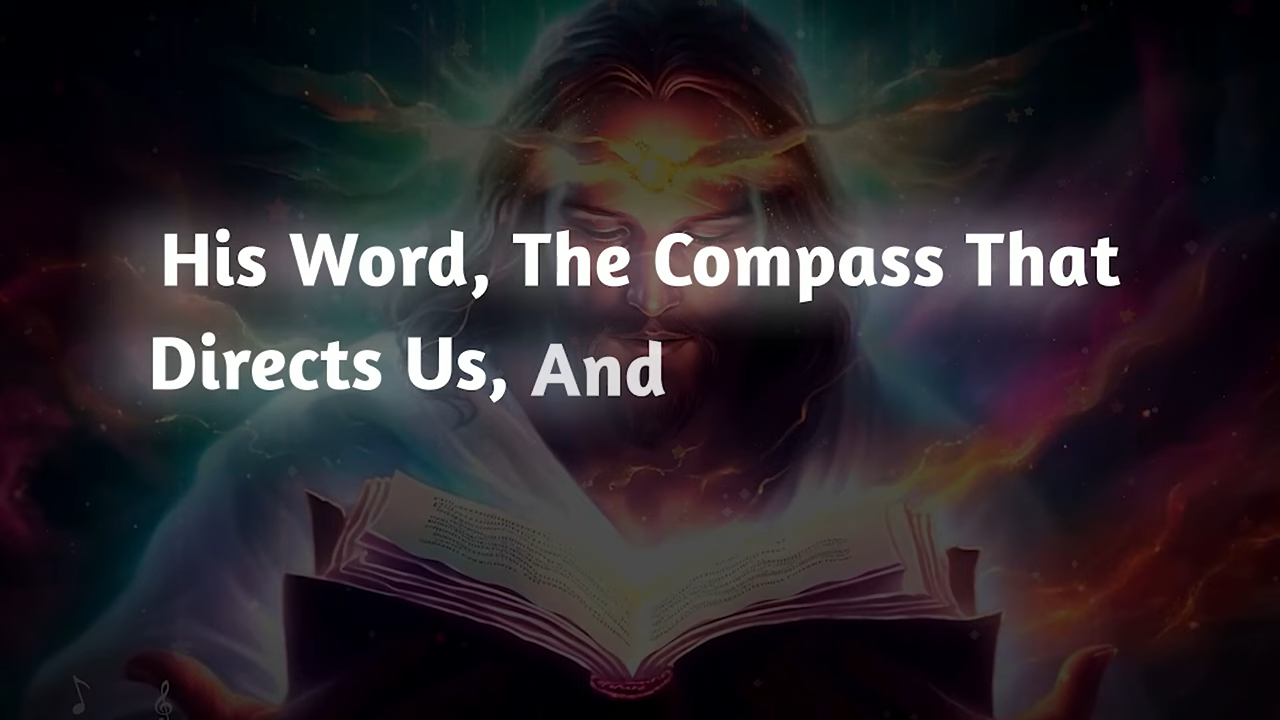 His Word, The Compass That
Directs Us, And